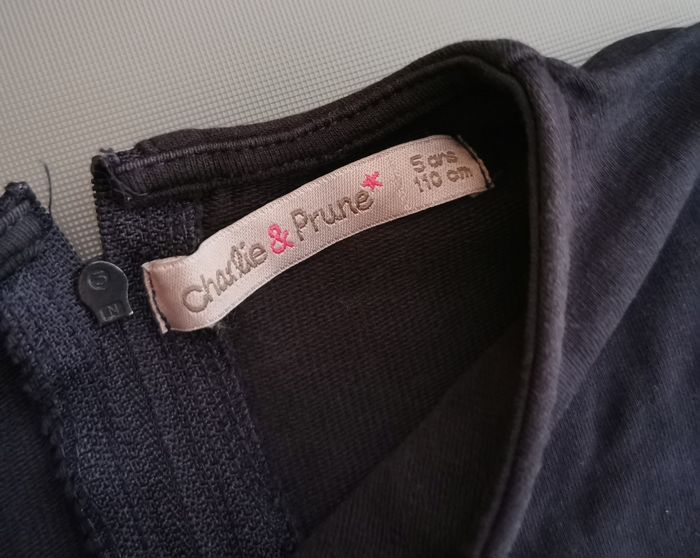 Charlie & Prune
5 ans
110 cm